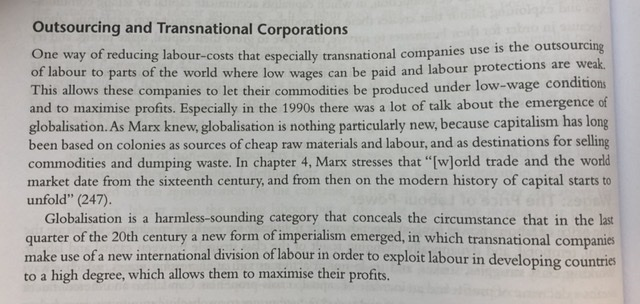 Outsourcing and Transnational Corporations
One way of reducing labour-costs that especially transnational companies use is the outsourcing
of labour to parts of the world where low wages can be paid and labour protections are weak.
This allows these companies to let their commodities be produced under low-wage conditions
and to maximise profits. Especially in the 1990s there was a lot of talk about the emergence of
globalisation. As Marx knew, globalisation is nothing particularly new, because capitalism has long
been based on colonies as sources of cheap raw materials and labour, and as destinations for selling
commodities and dumping waste. In chapter 4, Marx stresses that “[w]orld trade and the world
market date from the sixteenth century, and from then on the modern history of capital starts to
unfold” (247).
Globalisation is a harmless-sounding category that conceals the circumstance that in the last
quarter of the 20th century a new form of imperialism emerged, in which transnational companies
make use of a new international division of labour in order to exploit labour in developing countries
to a high degree, which allows them to maximise their profits.